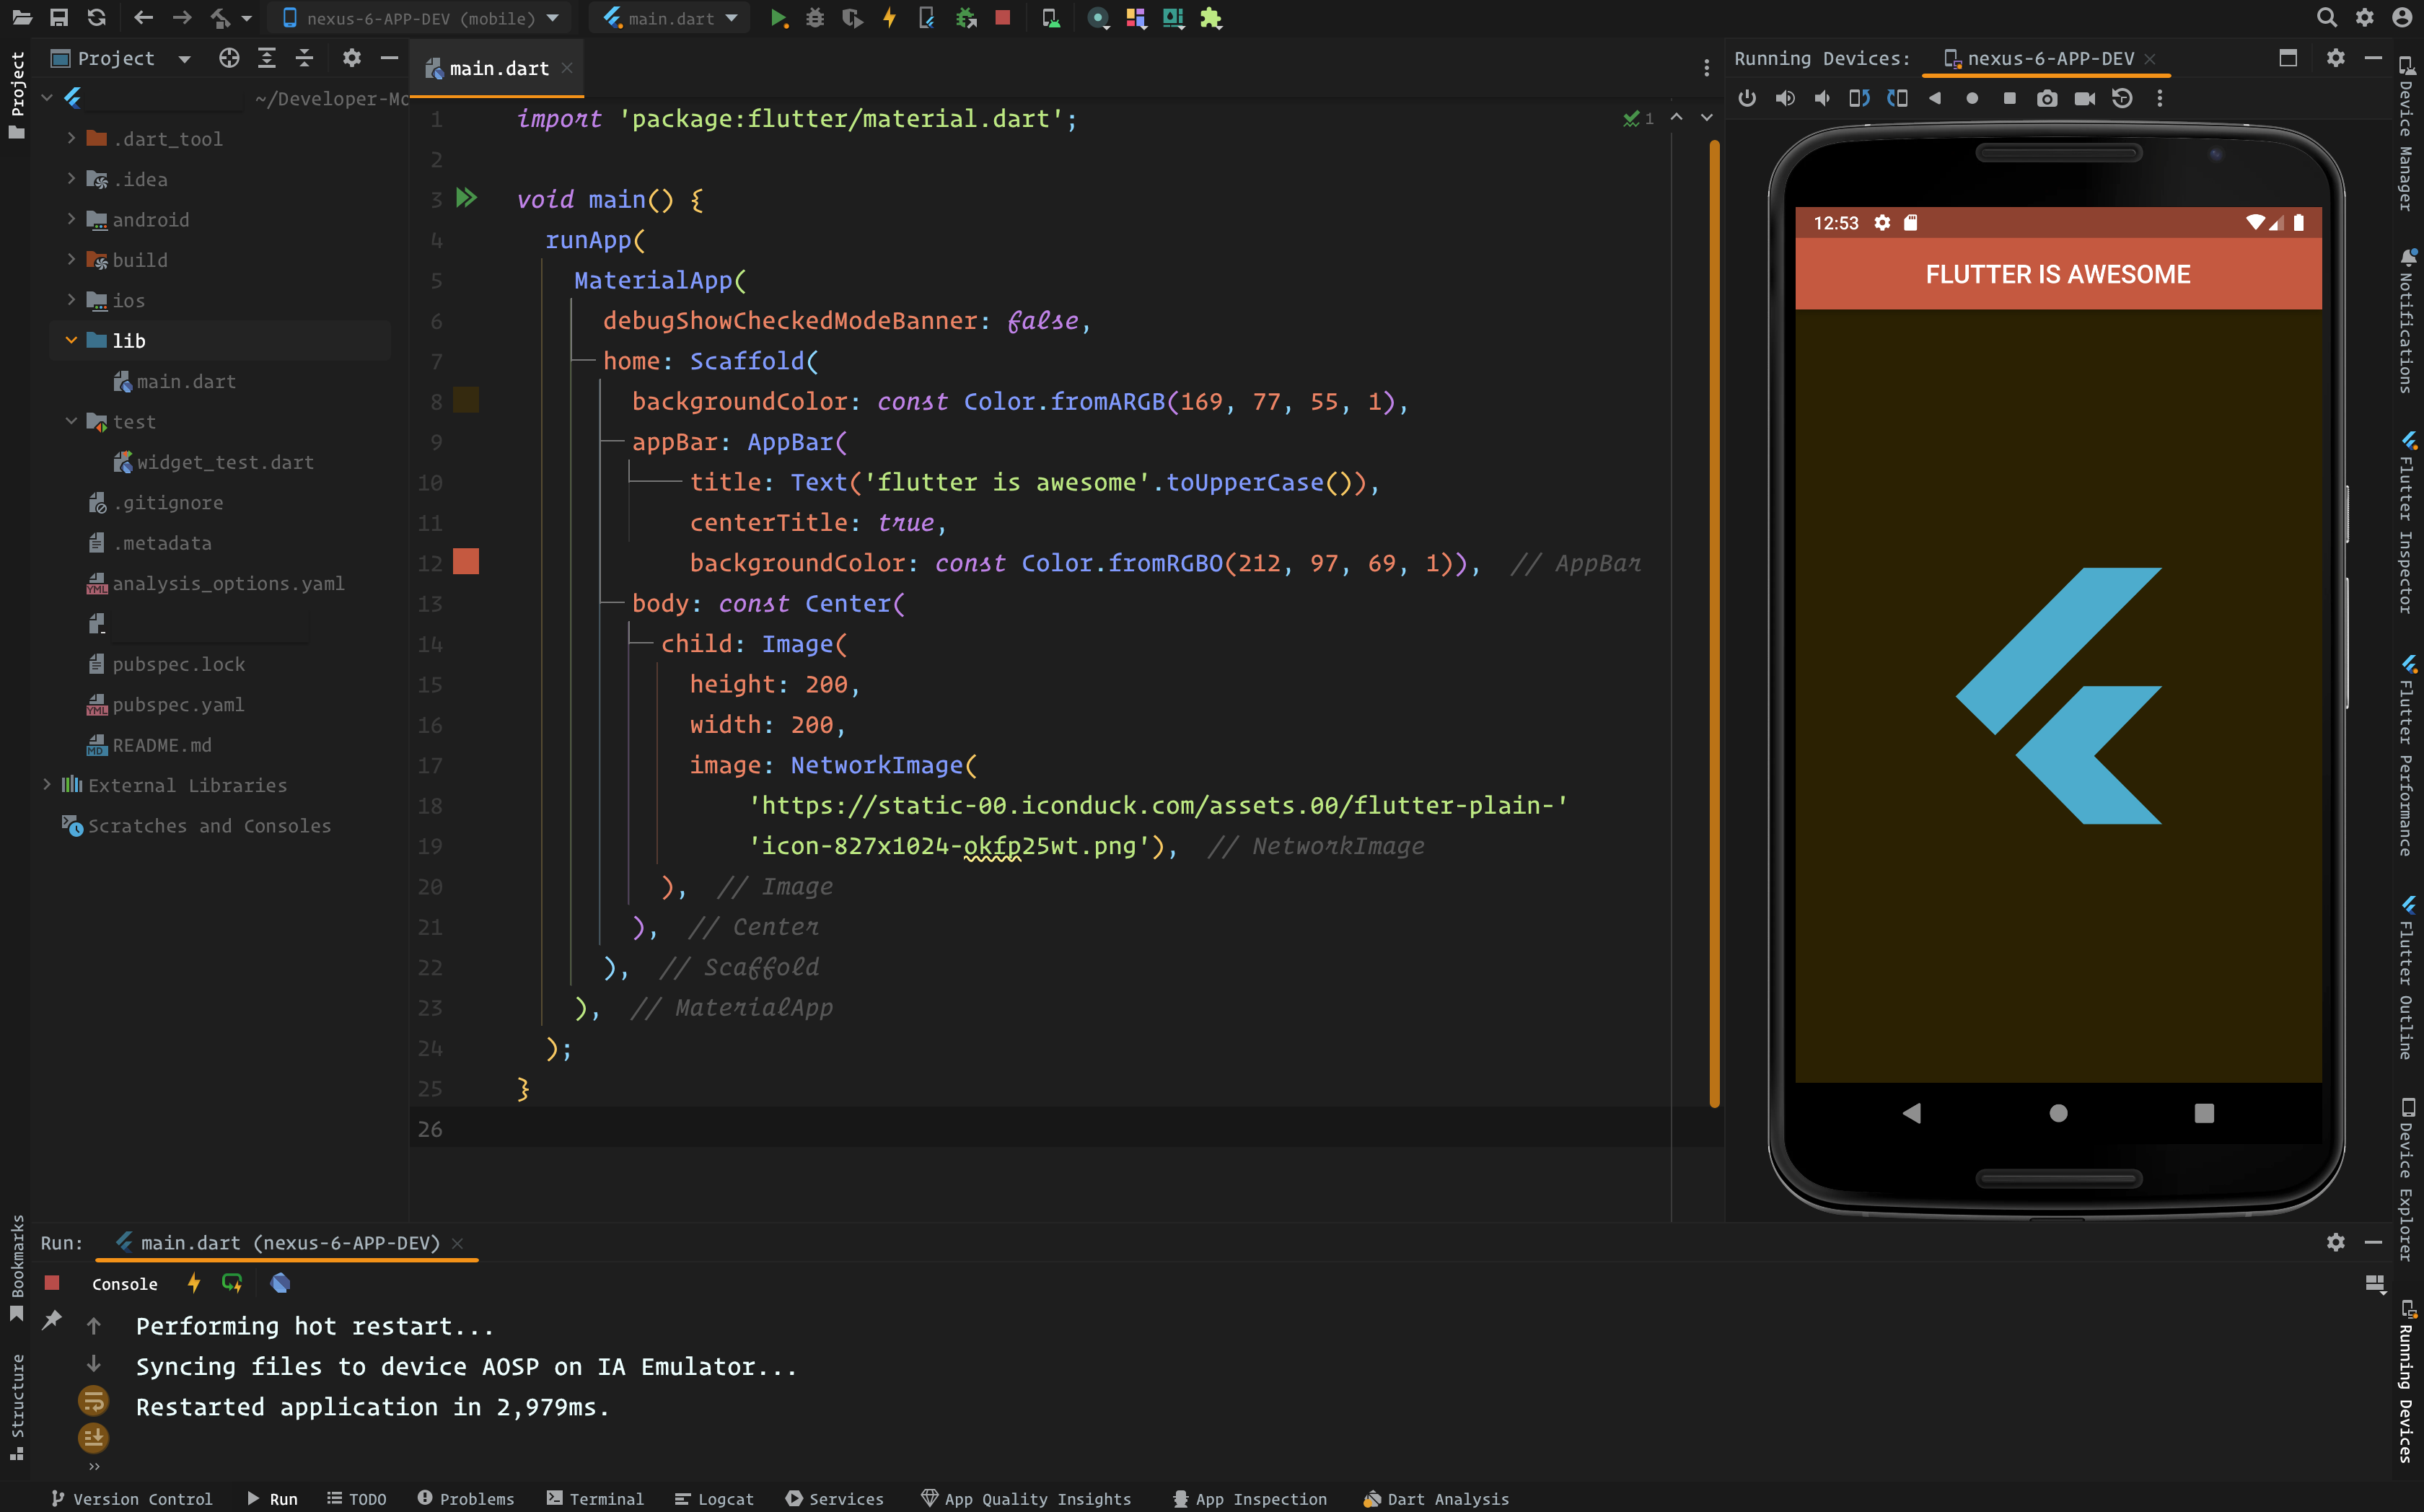 nexus-6-APP-DEV (mobile)
main.dart
Project
~/Developer-Mo
.dart_tool
.idea
android
build
ios
lib
main.dart
test
widget_test.dart
.gitignore
.metadata
analysis_options.yaml
pubspec.lock
pubspec.yaml
README.md
External Libraries
Scratches and Consoles
Project
Bookmarks
Structure
main.dart
1
1 import 'package:flutter/material.dart';
2
3 void main() {
4 runApp(
5 MaterialApp(
6 debugShowCheckedModeBanner: false,
7 home: Scaffold(
8 backgroundColor: const Color.fromARGB(169, 77, 55, 1),
9 appBar: AppBar(
10 title: Text('flutter is awesome'.toUpperCase()),
11 centerTitle: true,
12 backgroundColor: const Color.fromRGBO(212, 97, 69, 1)), // AppBar
13 body: const Center(
14 child: Image(
15 height: 200,
16 width: 200,
17 image: NetworkImage(
18 'https://static-00.iconduck.com/assets.00/flutter-plain-'
19 'icon-827x1024-okfp25wt.png'), // NetworkImage
20 ), // Image
21 ), // Center
22 ), // Scaffold
23 ), // MaterialApp
24 );
25 }
26
Running Devices:
nexus-6-APP-DEV
12:53
FLUTTER IS AWESOME
Device Manager
Notifications
Flutter Inspector
Flutter Performance
Flutter Outline
Device Explorer
Running Devices
Run:
main.dart (nexus-6-APP-DEV)
Console
Performing hot restart...
Syncing files to device AOSP on IA Emulator...
Restarted application in 2,979ms.
Version Control
Run
TODO
Problems
Terminal
Logcat
Services
App Quality Insights
App Inspection
Dart Analysis